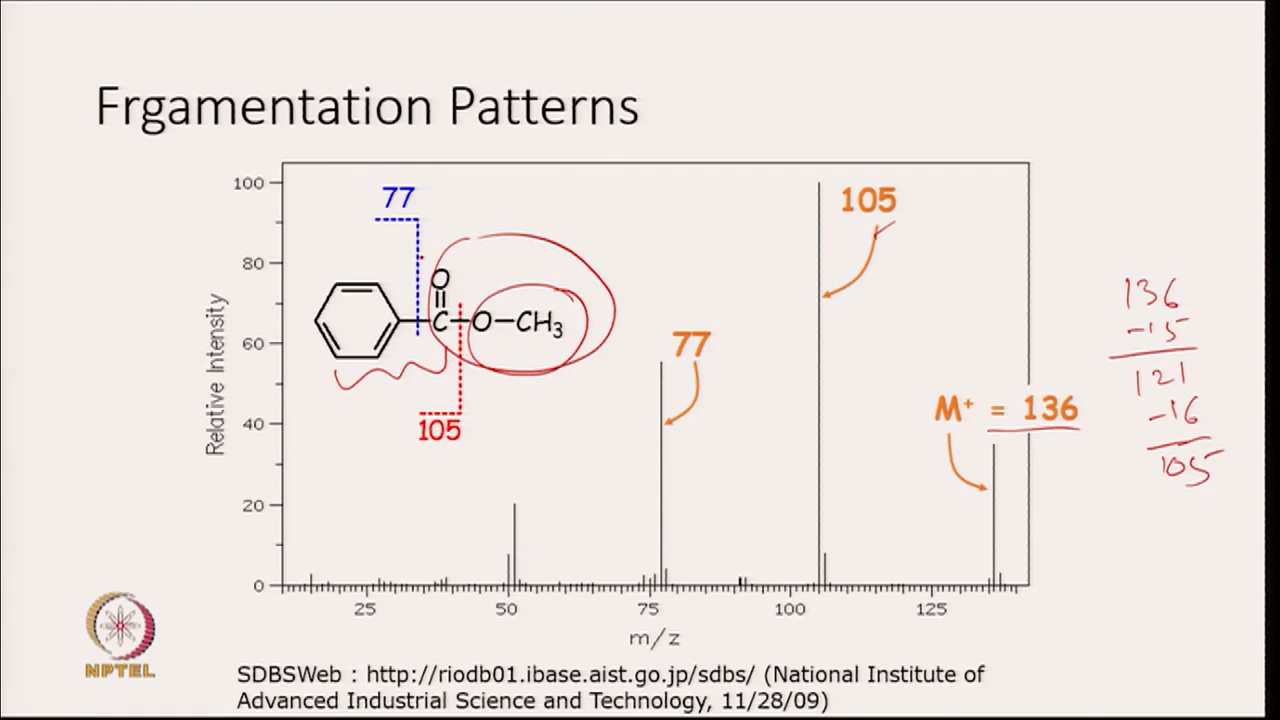 Frgamentation Patterns
100
80
60
40
20
0
Relative Intensity
77
O
C
O
CH3
105
77
105
M+ = 136
136
-15
121
-16
105
25
50
75
100
125
m/z
NPTEL
SDBSWeb : http://riodb01.ibase.aist.go.jp/sdbs/ (National Institute of
Advanced Industrial Science and Technology, 11/28/09)